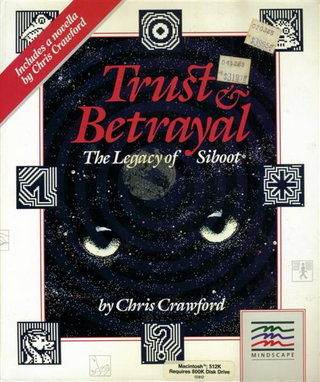 Includes a novella
by Chris Crawford
Trust &
Betrayal
The Legacy of Siboot
by Chris Crawford
Macintosh™; 512K
Requires 800K Disk Drive
MINDSCAPE